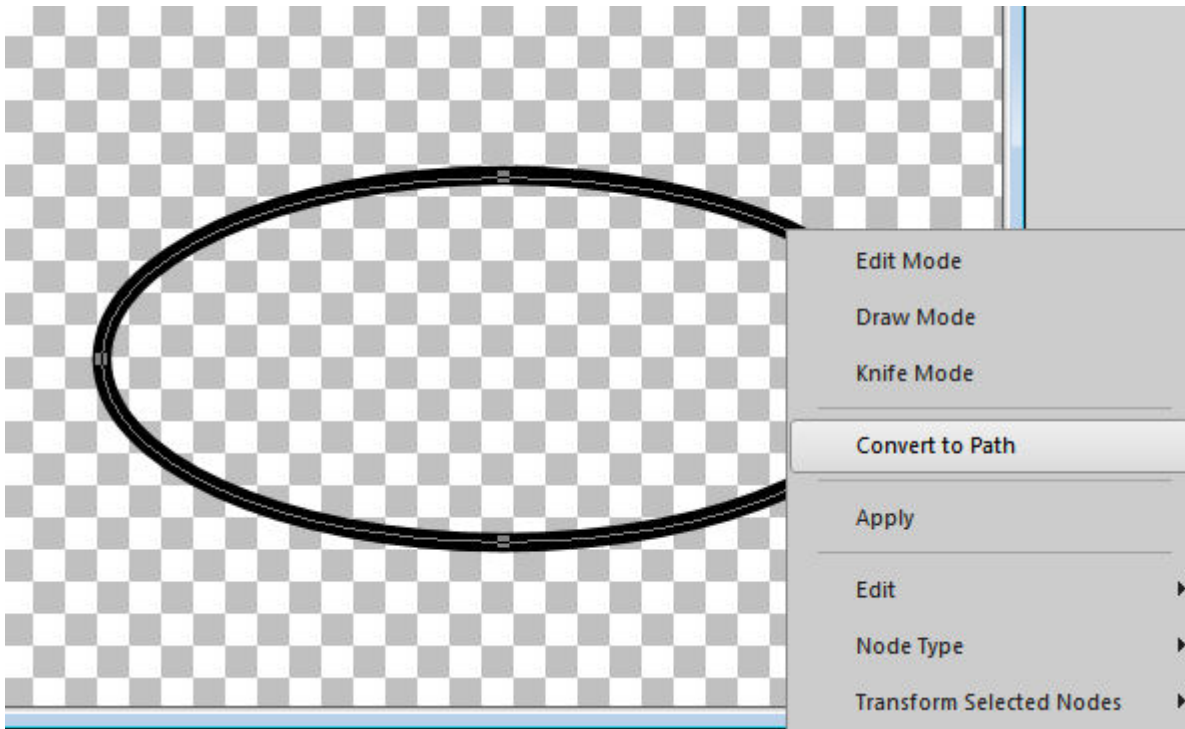 Edit Mode
Draw Mode
Knife Mode
Convert to Path
Apply
Edit
Node Type
Transform Selected Nodes